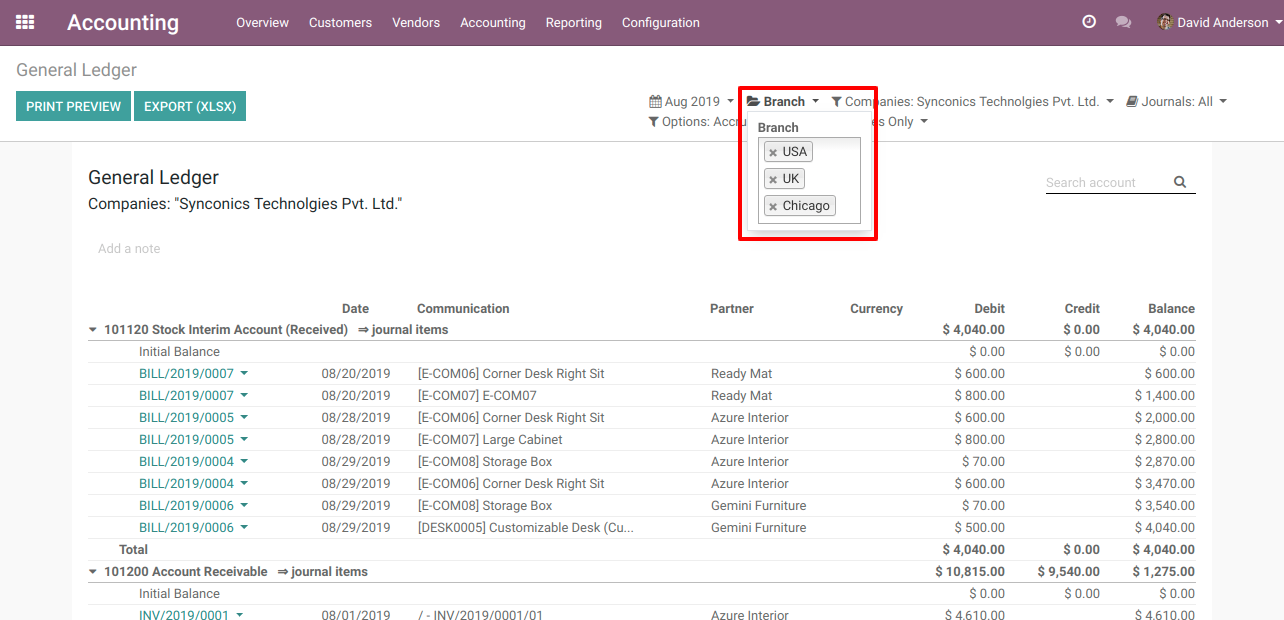 Accounting Overview Customers Vendors Accounting Reporting Configuration David Anderson
General Ledger
PRINT PREVIEW EXPORT (XLSX)
Aug 2019 Branch Companies: Synconics Technolgies Pvt. Ltd. Journals: All
Options: Accru es Only
Branch
× USA
× UK
× Chicago
General Ledger
Companies: "Synconics Technolgies Pvt. Ltd."
Search account
Add a note
Date Communication Partner Currency Debit Credit Balance
101120 Stock Interim Account (Received) ⇒ journal items $ 4,040.00 $ 0.00 $ 4,040.00
Initial Balance $ 0.00 $ 0.00 $ 0.00
BILL/2019/0007 08/20/2019 [E-COM06] Corner Desk Right Sit Ready Mat $ 600.00 $ 600.00
BILL/2019/0007 08/20/2019 [E-COM07] E-COM07 Ready Mat $ 800.00 $ 1,400.00
BILL/2019/0005 08/28/2019 [E-COM06] Corner Desk Right Sit Azure Interior $ 600.00 $ 2,000.00
BILL/2019/0005 08/28/2019 [E-COM07] Large Cabinet Azure Interior $ 800.00 $ 2,800.00
BILL/2019/0004 08/29/2019 [E-COM08] Storage Box Azure Interior $ 70.00 $ 2,870.00
BILL/2019/0004 08/29/2019 [E-COM06] Corner Desk Right Sit Azure Interior $ 600.00 $ 3,470.00
BILL/2019/0006 08/29/2019 [E-COM08] Storage Box Gemini Furniture $ 70.00 $ 3,540.00
BILL/2019/0006 08/29/2019 [DESK0005] Customizable Desk (Cu... Gemini Furniture $ 500.00 $ 4,040.00
Total $ 4,040.00 $ 0.00 $ 4,040.00
101200 Account Receivable ⇒ journal items $ 10,815.00 $ 9,540.00 $ 1,275.00
Initial Balance $ 0.00 $ 0.00 $ 0.00
INV/2019/0001 08/01/2019 / - INV/2019/0001/01 Azure Interior $ 4,610.00 $ 4,610.00